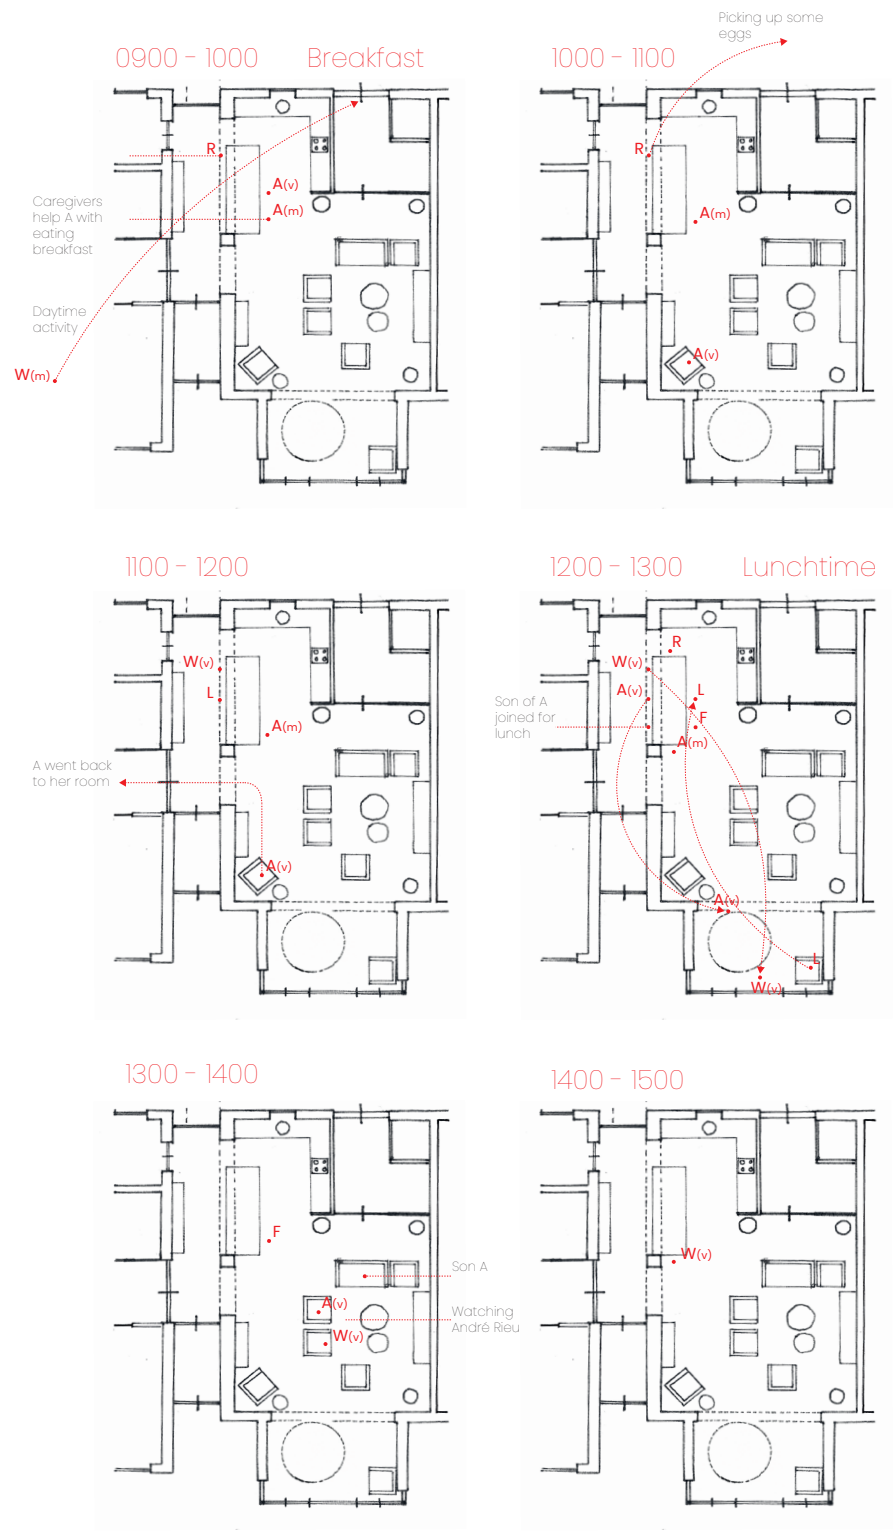 Picking up some
eggs
0900 - 1000
Breakfast
1000 - 1100
R
A(v)
A(m)
Caregivers
help A with
eating
breakfast
Daytime
activity
W(m)
R
A(m)
A(v)
1100 - 1200
1200 - 1300
Lunchtime
W(v)
L
A(m)
A went back
to her room
A(v)
R
W(v)
A(v)
L
Son of A
joined for
lunch
F
A(m)
A(v)
L
W(v)
1300 - 1400
1400 - 1500
F
Son A
A(v)
Watching
André Rieu
W(v)
W(v)